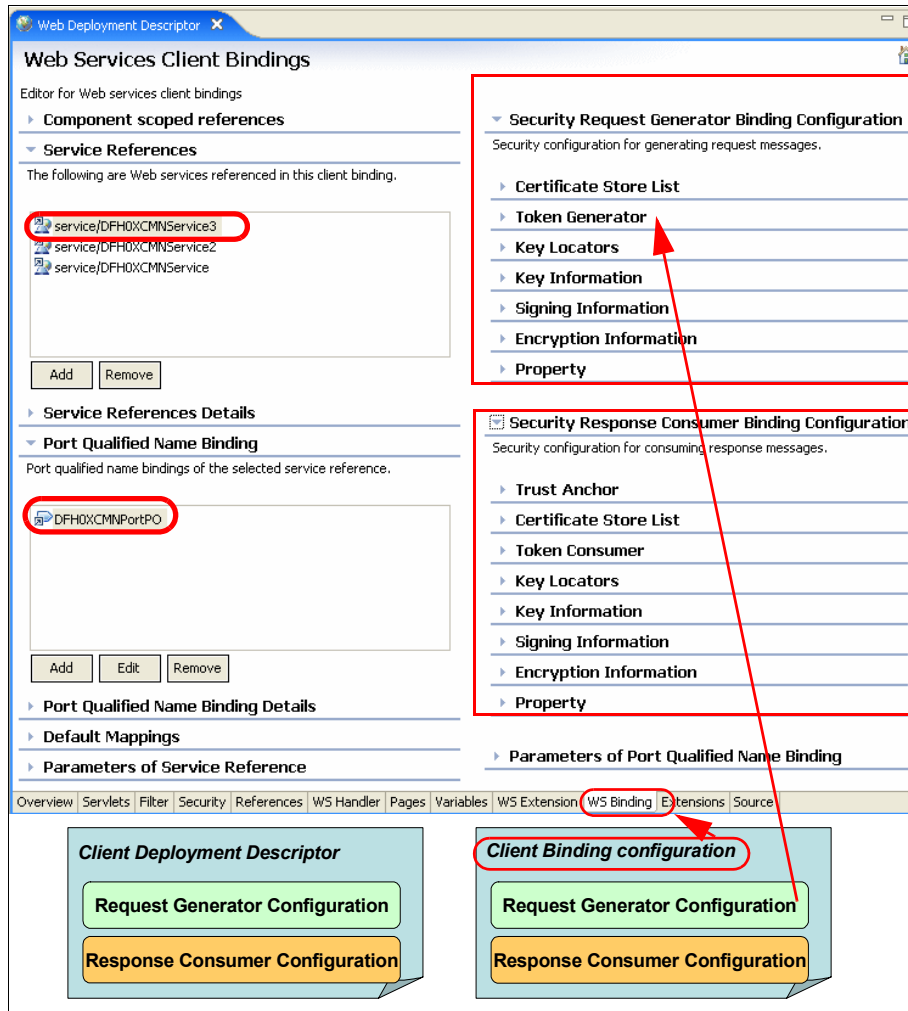 Web Deployment Descriptor
Web Services Client Bindings
Editor for Web services client bindings
Component scoped references
Service References
The following are Web services referenced in this client binding.
service/DFH0XCMNService3
service/DFH0XCMNService2
service/DFH0XCMNService
Add Remove
Service References Details
Port Qualified Name Binding
Port qualified name bindings of the selected service reference.
DFH0XCMNPortPO
Add Edit Remove
Port Qualified Name Binding Details
Default Mappings
Parameters of Service Reference
Security Request Generator Binding Configuration
Security configuration for generating request messages.
Certificate Store List
Token Generator
Key Locators
Key Information
Signing Information
Encryption Information
Property
Security Response Consumer Binding Configuration
Security configuration for consuming response messages.
Trust Anchor
Certificate Store List
Token Consumer
Key Locators
Key Information
Signing Information
Encryption Information
Property
Parameters of Port Qualified Name Binding
Overview Servlets Filter Security References WS Handler Pages Variables WS Extension WS Binding Extensions Source
Client Deployment Descriptor
Request Generator Configuration
Response Consumer Configuration
Client Binding configuration
Request Generator Configuration
Response Consumer Configuration